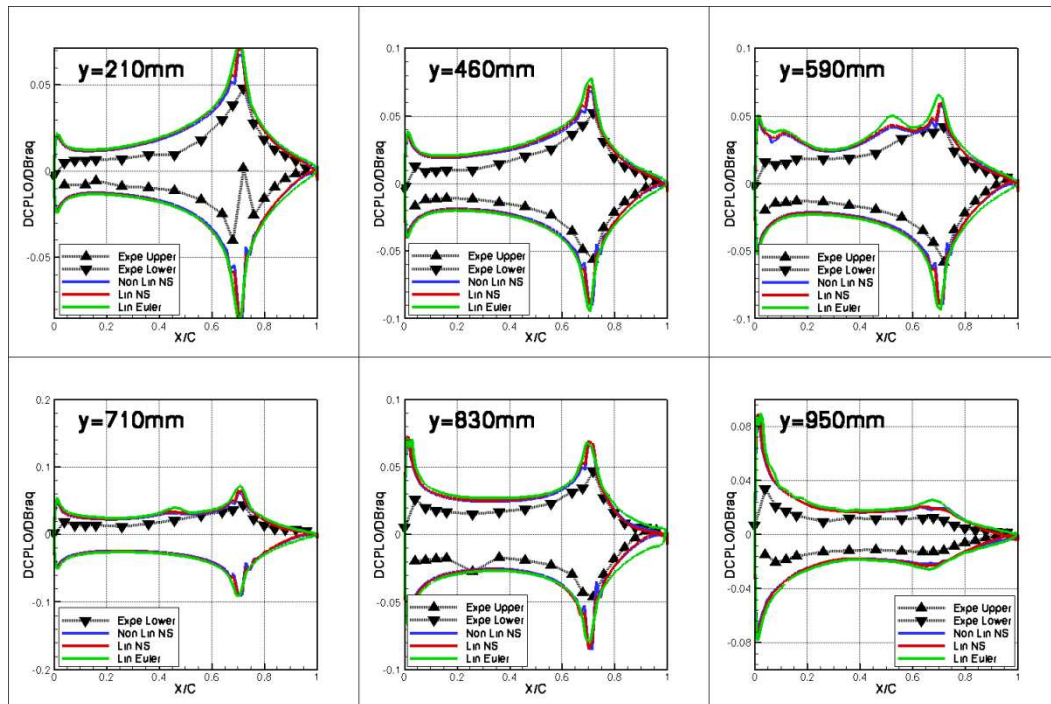 y=210mm
DCPLO/DBraq
0.05
0
-0.05
Expe Upper
Expe Lower
Non Lin NS
Lin NS
Lin Euler
0 0.2 0.4 0.6 0.8 1
X/C
y=460mm
DCPLO/DBraq
0.1
0.05
0
-0.05
-0.1
Expe Upper
Expe Lower
Non Lin NS
Lin NS
Lin Euler
0 0.2 0.4 0.6 0.8 1
X/C
y=590mm
DCPLO/DBraq
0.1
0.05
0
-0.05
-0.1
Expe Upper
Expe Lower
Non Lin NS
Lin NS
Lin Euler
0 0.2 0.4 0.6 0.8 1
X/C
y=710mm
DCPLO/DBraq
0.2
0.1
0
-0.1
-0.2
Expe Lower
Non Lin NS
Lin NS
Lin Euler
0 0.2 0.4 0.6 0.8 1
X/C
y=830mm
DCPLO/DBraq
0.1
0.05
0
-0.05
-0.1
Expe Upper
Expe Lower
Non Lin NS
Lin NS
Lin Euler
0 0.2 0.4 0.6 0.8 1
X/C
y=950mm
DCPLO/DBraq
0.08
0.04
0
-0.04
-0.08
Expe Upper
Expe Lower
Non Lin NS
Lin NS
Lin Euler
0 0.2 0.4 0.6 0.8 1
X/C